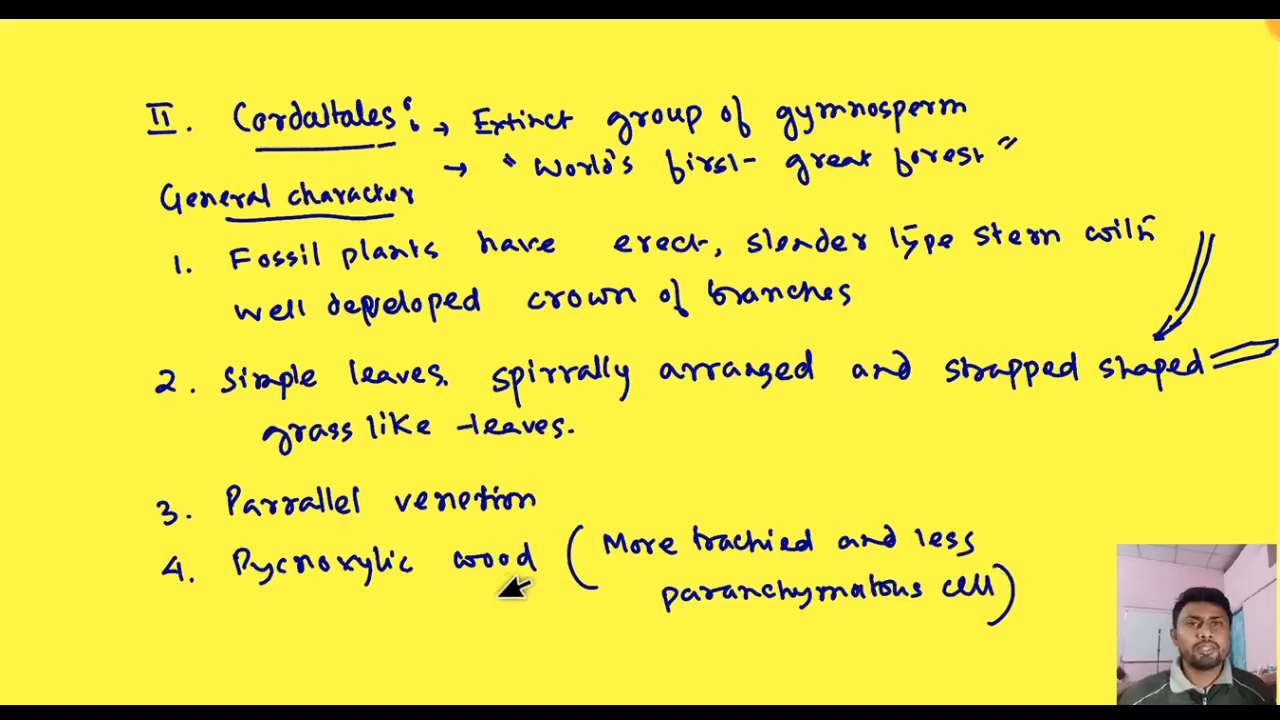 II. Cordaitales : → Extinct group of gymnosperm
→ "World's first great forest"
General character
1. Fossil plants have erect, slender type stem with
well developed crown of branches
2. Simple leaves. spirrally arranged and strapped shaped
grass like leaves.
3. Parrallel venetion
4. Pycnoxylic wood (More trachied and less
paranchymatous cell)